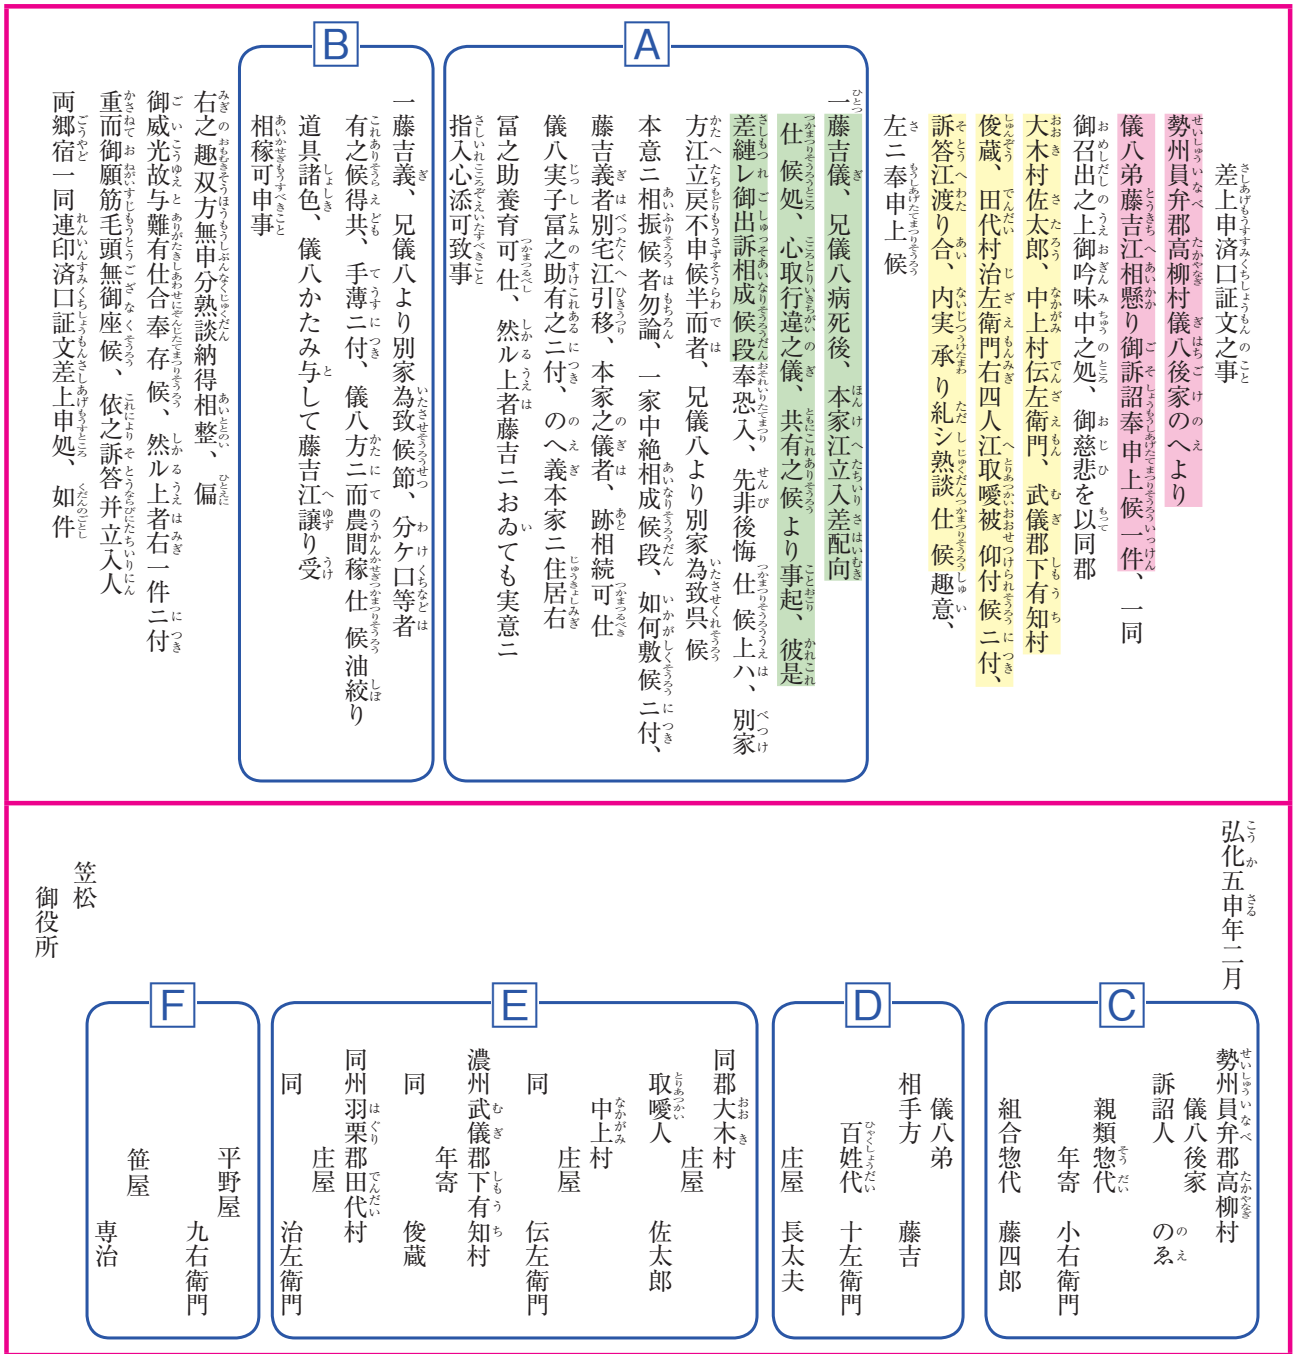 差上申済口証文之事
勢州員弁郡高柳村儀八後家のへより
儀八弟藤吉江相懸り御訴詔奉申上候一件、一同
御召出之上御吟味中之処、御慈悲を以同郡
大木村佐太郎、中上村伝左衛門、武儀郡下有知村
俊蔵、田代村治左衛門右四人江取曖被仰付候ニ付、
訴答江渡り合、内実承り糺シ熟談仕候趣意、
左ニ奉申上候
A
一藤吉儀、兄儀八病死後、本家江立入差配向
仕候処、心取行違之儀、共有之候より事起、彼是
差縺レ御出訴相成候段奉恐入、先非後悔仕候上ハ、別家
方江立戻不申候半而者、兄儀八より別家為致呉候
本意ニ相振候者勿論、一家中絶相成候段、如何敷候ニ付、
藤吉義者別宅江引移、本家之儀者、跡相続可仕
儀八実子冨之助有之ニ付、のへ義本家ニ住居右
冨之助養育可仕、然ル上者藤吉ニおゐても実意ニ
指入心添可致事
B
一藤吉義、兄儀八より別家為致候節、分ケ口等者
有之候得共、手薄ニ付、儀八方ニ而農間稼仕候油絞り
道具諸色、儀八かたみ与して藤吉江譲り受
相稼可申事
右之趣双方無申分熟談納得相整、偏
御威光故与難有仕合奉存候、然ル上者右一件ニ付
重而御願筋毛頭無御座候、依之訴答并立入人
両郷宿一同連印済口証文差上申処、如件
弘化五申年二月
C
勢州員弁郡高柳村
儀八後家
訴詔人 のゑ
親類惣代
年寄 小右衛門
組合惣代 藤四郎
D
儀八弟
相手方 藤吉
百姓代 十左衛門
庄屋 長太夫
E
同郡大木村
庄屋
取曖人 佐太郎
中上村
庄屋
同 伝左衛門
濃州武儀郡下有知村
年寄
同 俊蔵
同州羽栗郡田代村
庄屋
同 治左衛門
F
平野屋
九右衛門
笹屋
専治
笠松
御役所